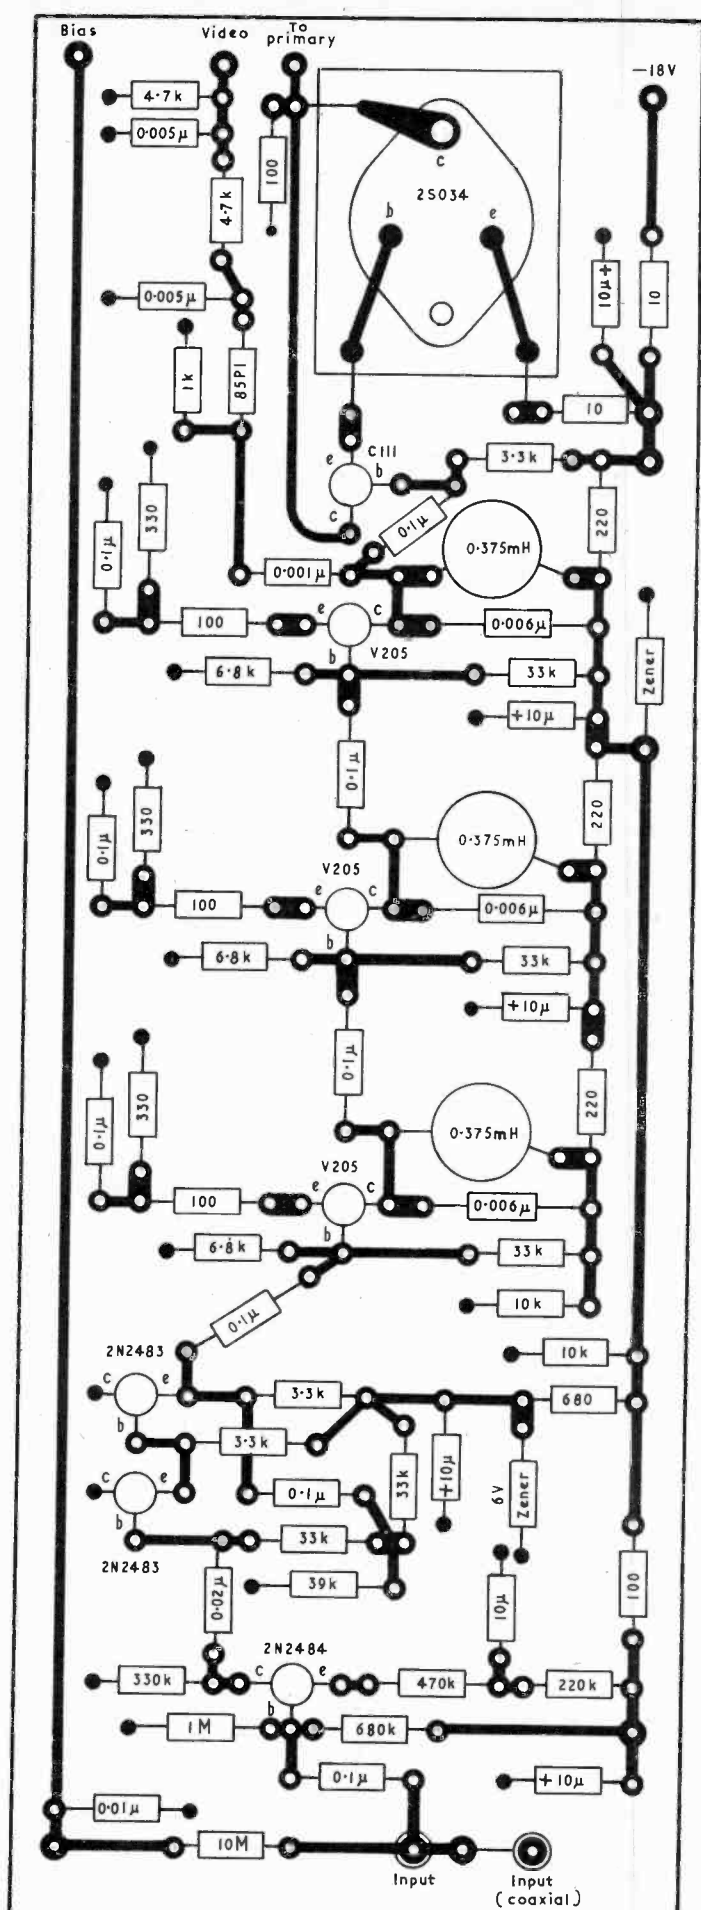 Bias
Video
To
primary
—18V
4·7k
0·005μ
100
4·7k
c
2S034
b
e
10μ+
10
0·005μ
1k
85P1
10
e
C111
b
3·3k
c
0·1μ
330
0·1μ
220
0·375mH
0·001μ
100
e
c
0·006μ
b
V205
6·8k
33k
Zener
+10μ
0·1μ
330
0·1μ
220
0·375mH
V205
e
c
100
0·006μ
b
6·8k
33k
+10μ
0·1μ
330
0·1μ
220
0·375mH
V205
e
c
100
0·006μ
b
6·8k
33k
10k
0·1μ
2N2483
10k
c
e
3·3k
680
b
3·3k
c
e
0·1μ
33k
+10μ
6V
Zener
b
33k
2N2483
39k
0·02μ
10μ
100
2N2484
330k
c
e
470k
220k
b
1M
680k
0·1μ
+10μ
0·01μ
10M
Input
Input
(coaxial)